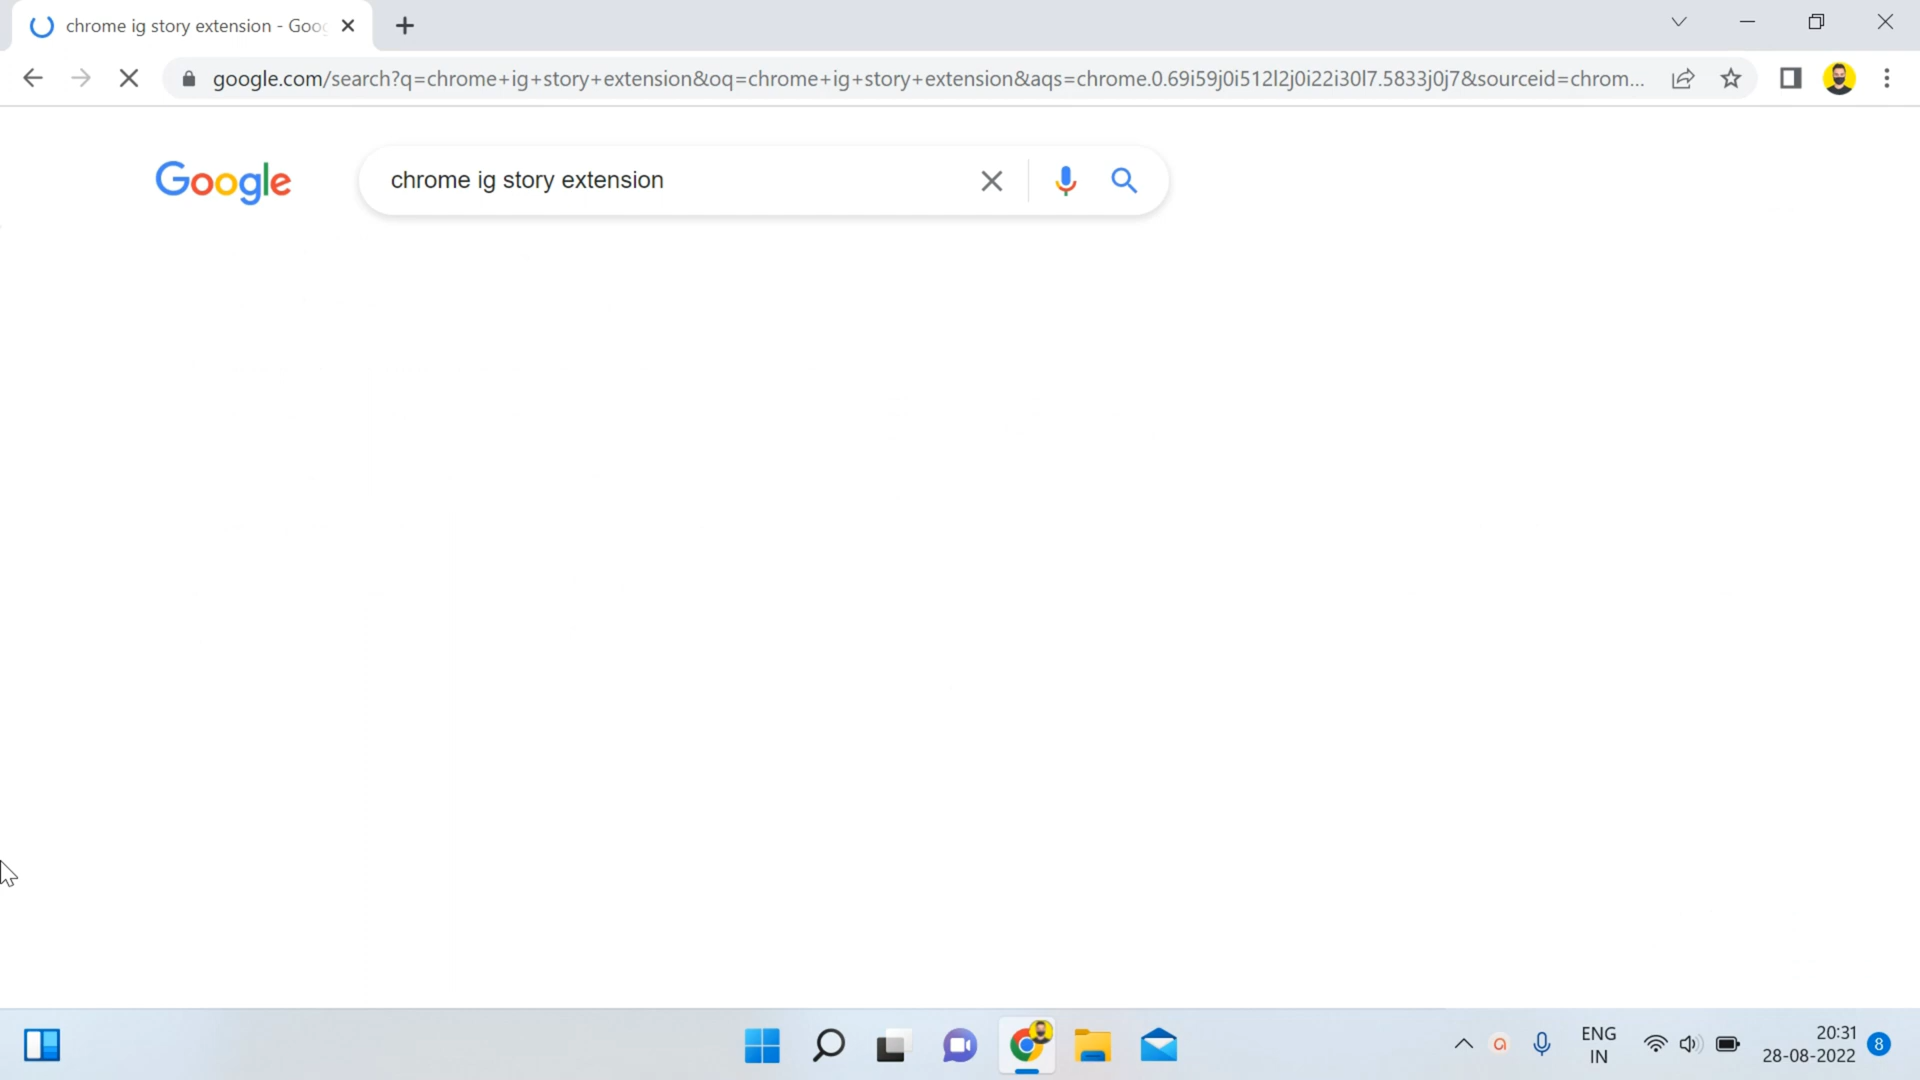 chrome ig story extension - Goo
google.com/search?q=chrome+ig+story+extension&oq=chrome+ig+story+extension&aqs=chrome.0.69i59j0i512l2j0i22i30l7.5833j0j7&sourceid=chrom...
Google
chrome ig story extension
ENG
IN
20:31
28-08-2022
8